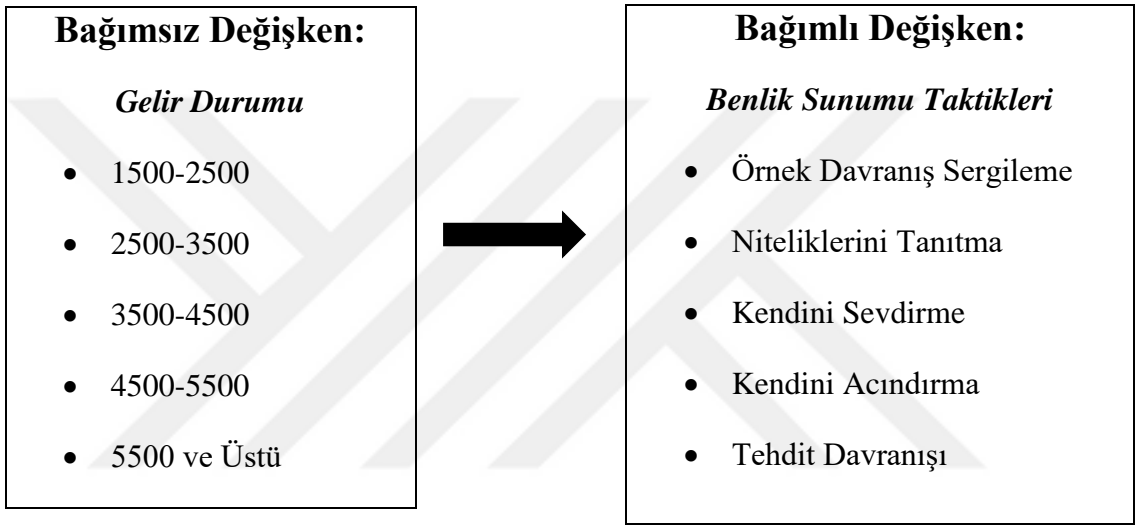 Bağımsız Değişken:
Gelir Durumu
• 1500-2500
• 2500-3500
• 3500-4500
• 4500-5500
• 5500 ve Üstü
Bağımlı Değişken:
Benlik Sunumu Taktikleri
• Örnek Davranış Sergileme
• Niteliklerini Tanıtma
• Kendini Sevdirme
• Kendini Acındırma
• Tehdit Davranışı